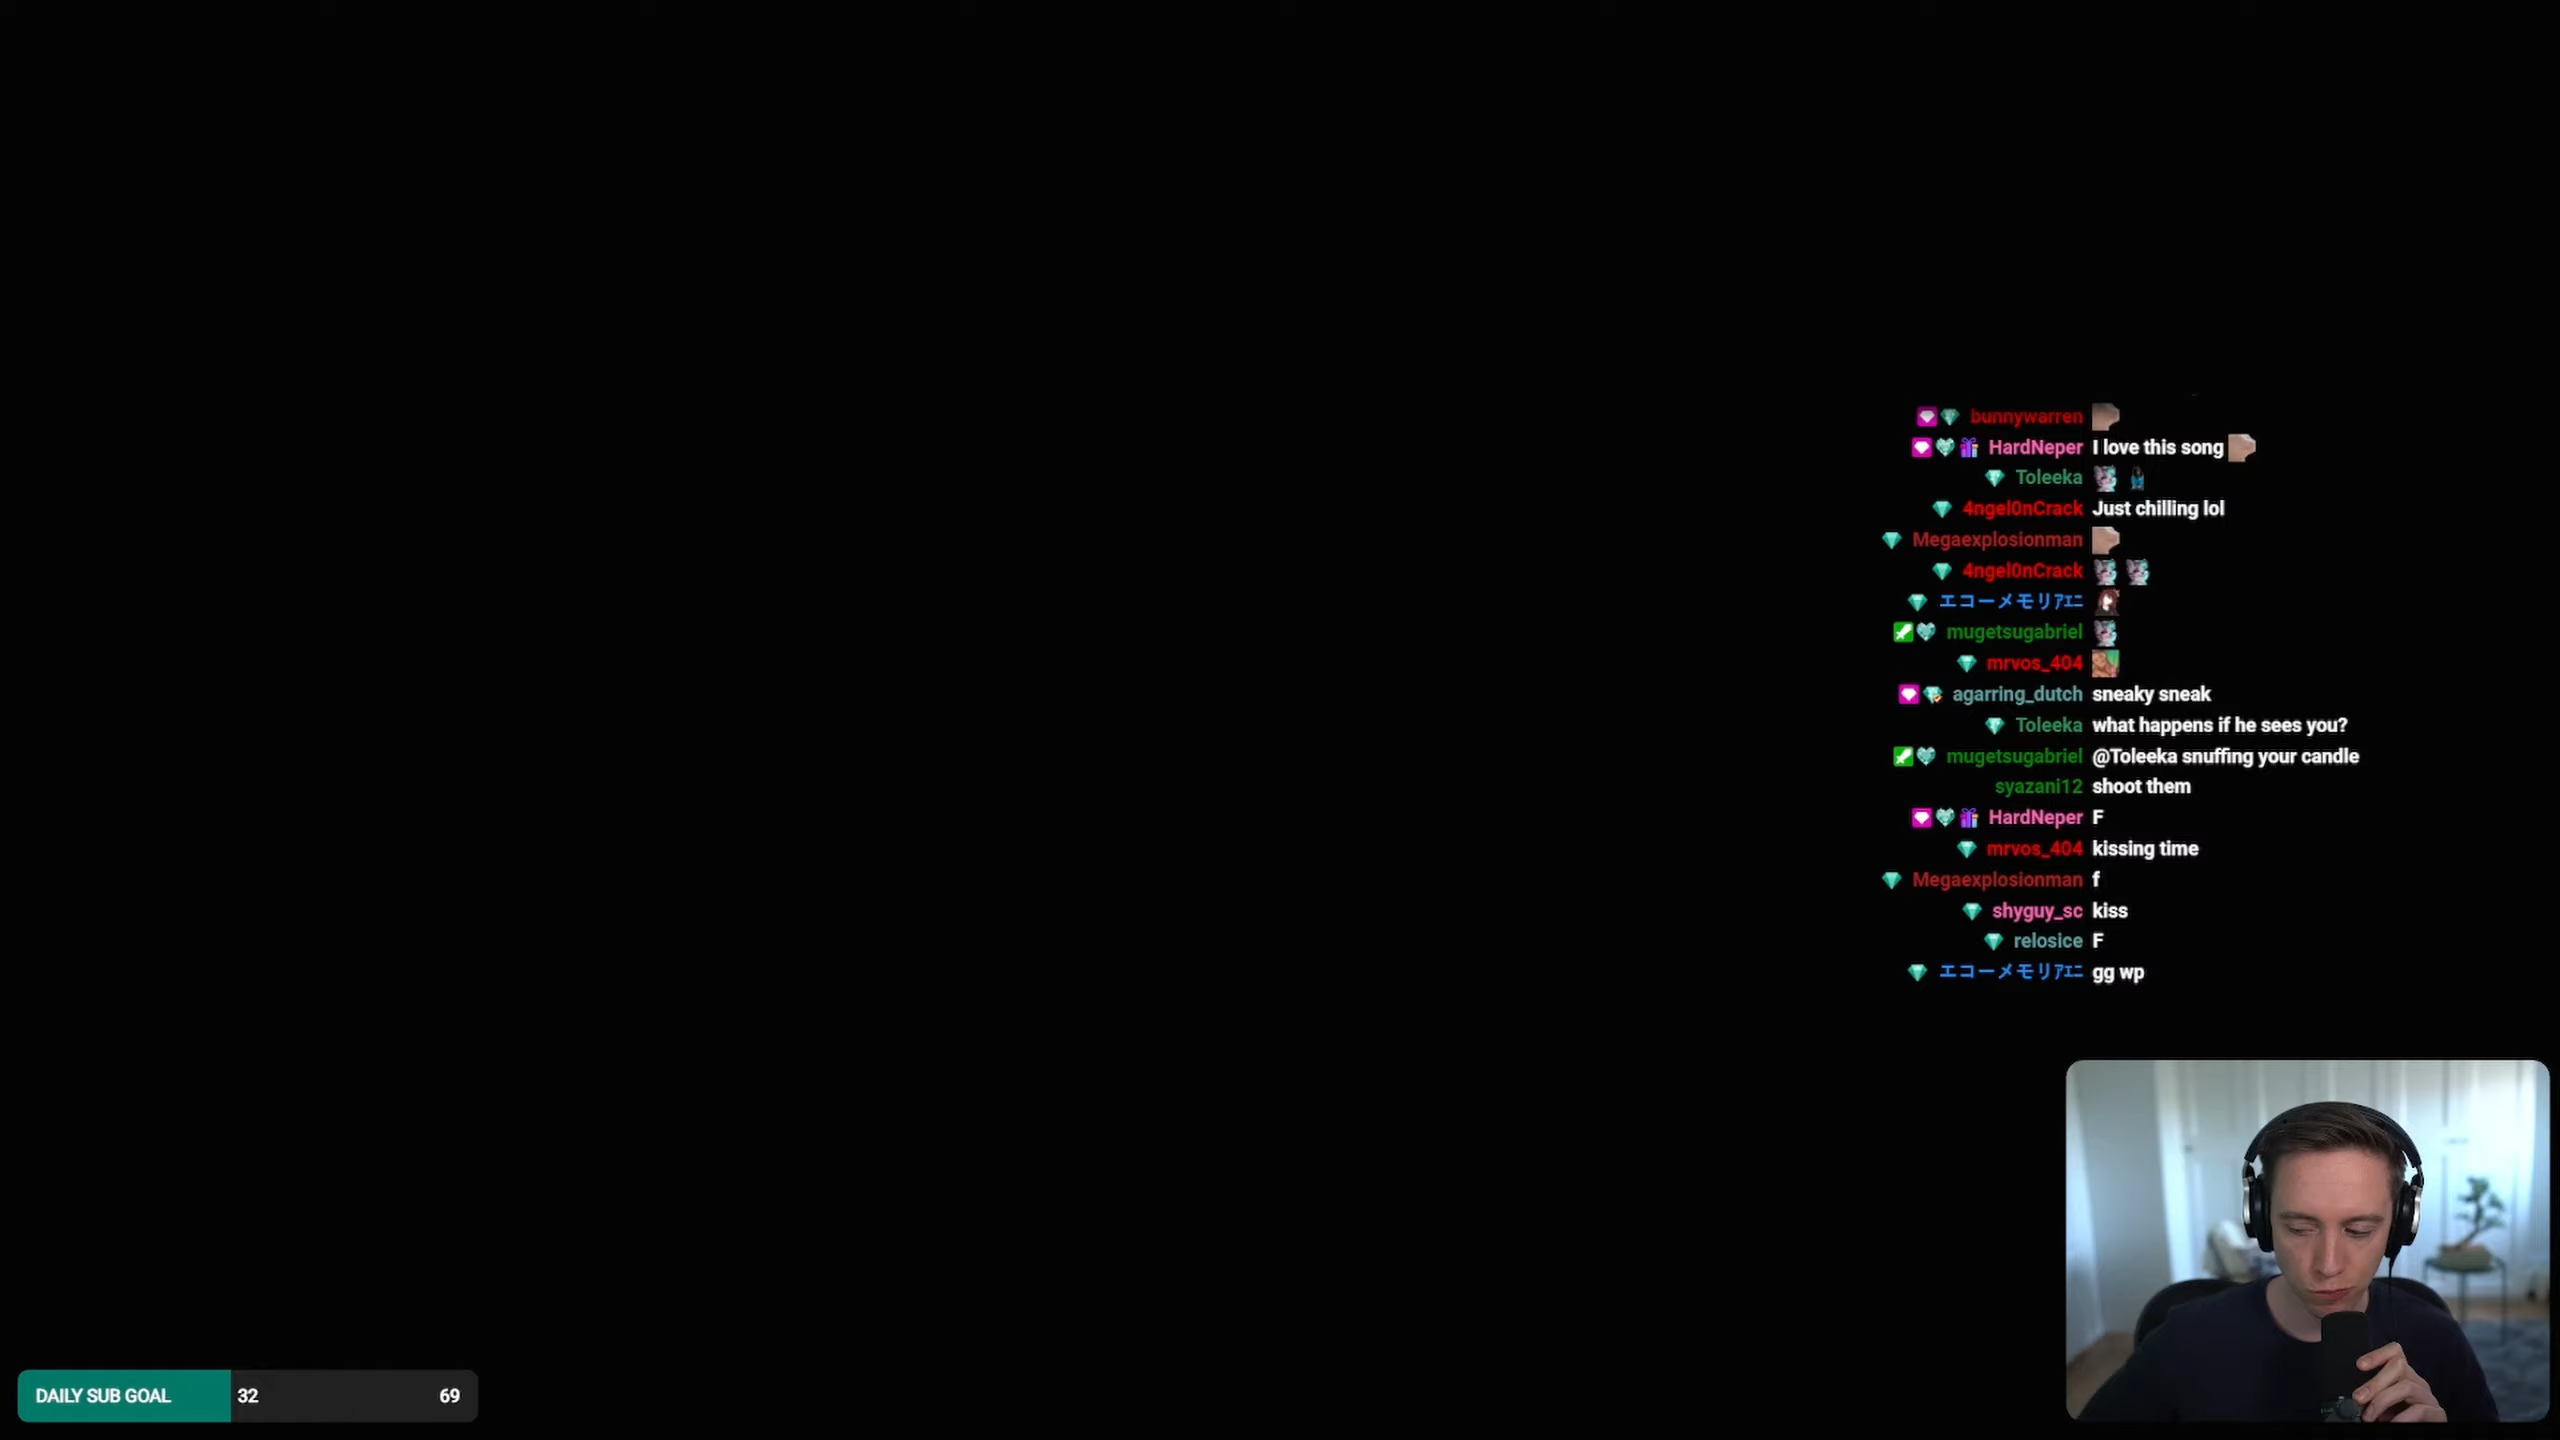 bunnywarren
HardNeper I love this song
Toleeka
4ngel0nCrack Just chilling lol
Megaexplosionman
4ngel0nCrack
エコーメモリアエニ
mugetsugabriel
mrvos_404
agarring_dutch sneaky sneak
Toleeka what happens if he sees you?
mugetsugabriel @Toleeka snuffing your candle
syazani12 shoot them
HardNeper F
mrvos_404 kissing time
Megaexplosionman f
shyguy_sc kiss
relosice F
エコーメモリアエニ gg wp
DAILY SUB GOAL 32 69